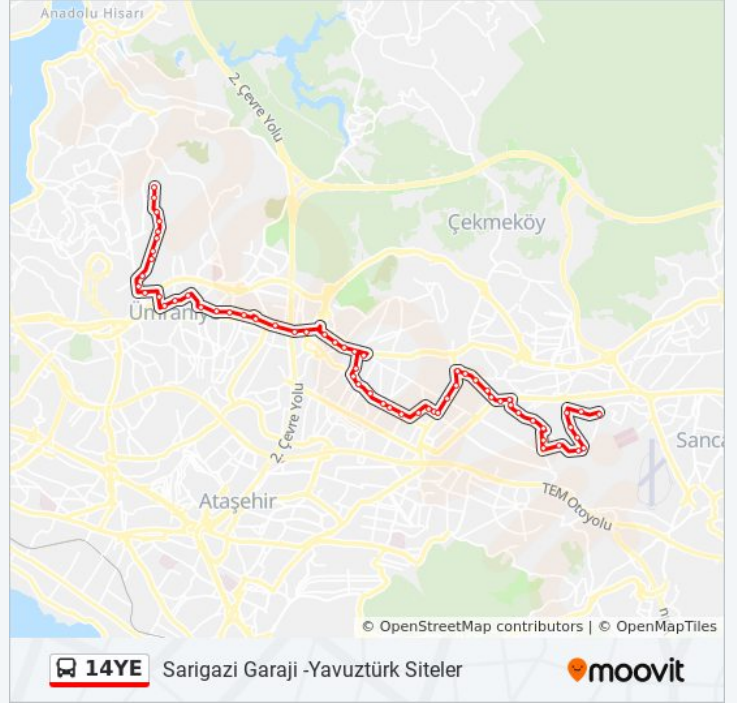 Anadolu Hisarı
2. Çevre Yolu
Çekmeköy
Ümraniy
2. Çevre Yolu
Sanca
Ataşehir
TEM Otoyolu
© OpenStreetMap contributors | © OpenMapTiles
14YE Sarigazi Garaji -Yavuztürk Siteler
moovit